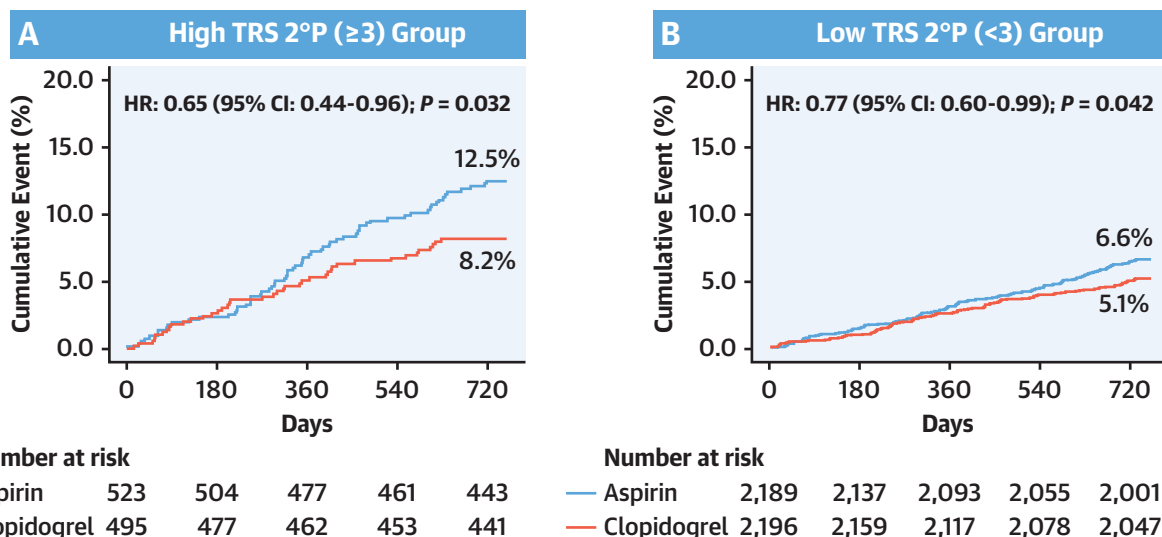 A High TRS 2°P (≥3) Group
20.0
15.0
10.0
5.0
0.0
Cumulative Event (%)
HR: 0.65 (95% CI: 0.44-0.96); P = 0.032
12.5%
8.2%
0 180 360 540 720
Days
mber at risk
pirin 523 504 477 461 443
opidogrel 495 477 462 453 441
B Low TRS 2°P (<3) Group
20.0
15.0
10.0
5.0
0.0
Cumulative Event (%)
HR: 0.77 (95% CI: 0.60-0.99); P = 0.042
6.6%
5.1%
0 180 360 540 720
Days
Number at risk
Aspirin 2,189 2,137 2,093 2,055 2,001
Clopidogrel 2,196 2,159 2,117 2,078 2,047